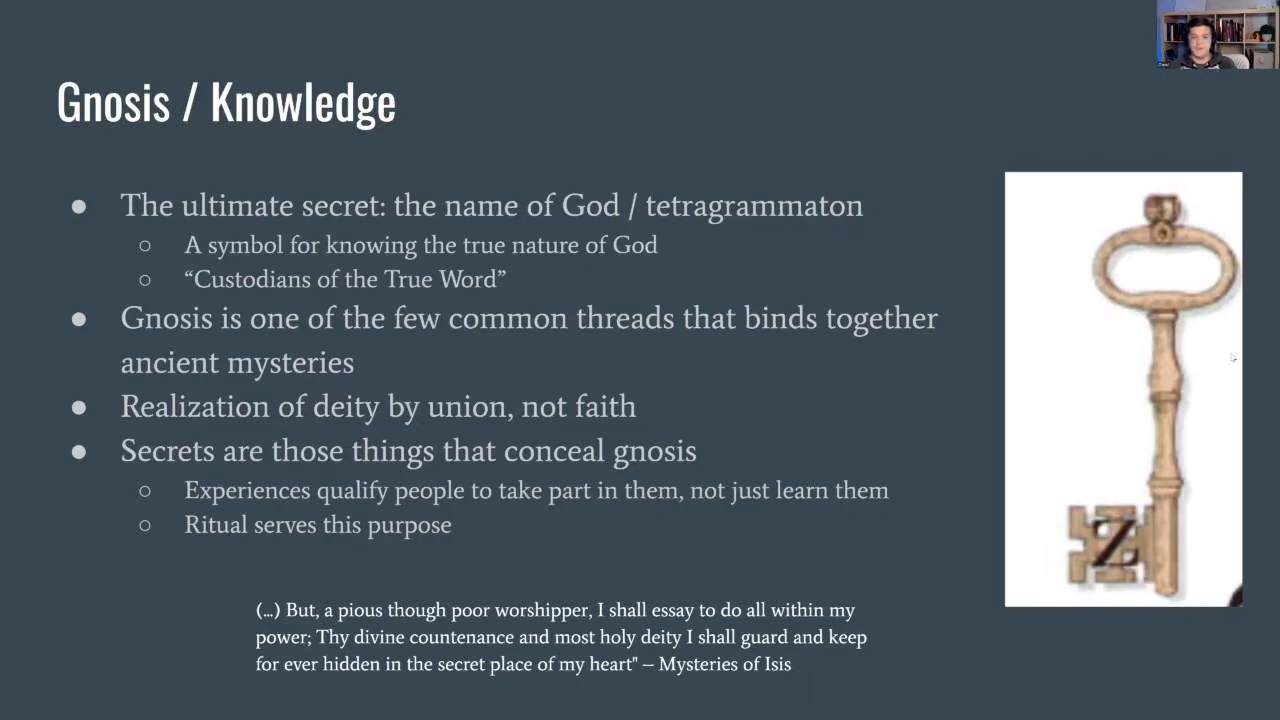 Gnosis / Knowledge
● The ultimate secret: the name of God / tetragrammaton
○ A symbol for knowing the true nature of God
○ “Custodians of the True Word”
● Gnosis is one of the few common threads that binds together
ancient mysteries
● Realization of deity by union, not faith
● Secrets are those things that conceal gnosis
○ Experiences qualify people to take part in them, not just learn them
○ Ritual serves this purpose
(...) But, a pious though poor worshipper, I shall essay to do all within my
power; Thy divine countenance and most holy deity I shall guard and keep
for ever hidden in the secret place of my heart" – Mysteries of Isis
Z